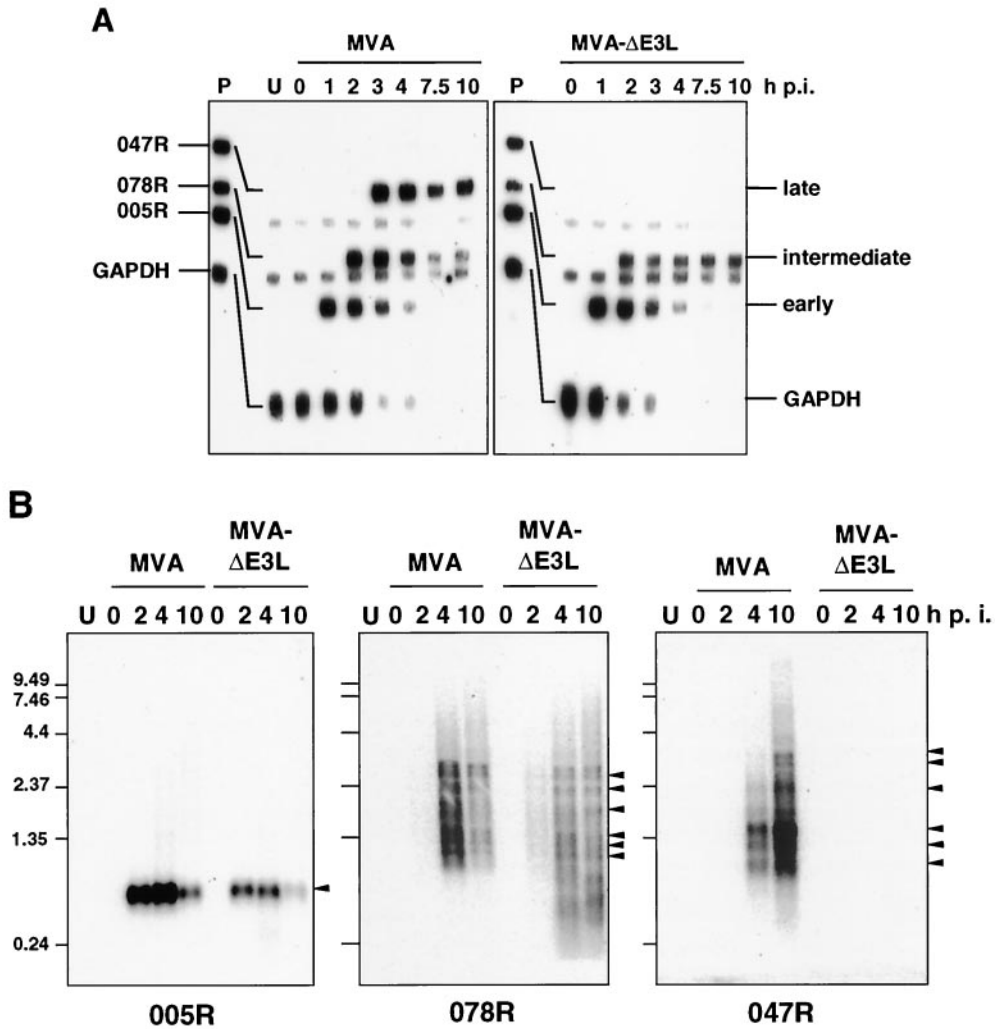 A
MVA
MVA-ΔE3L
P U 0 1 2 3 4 7.5 10
P 0 1 2 3 4 7.5 10 h p.i.
047R
078R
005R
GAPDH
late
intermediate
early
GAPDH
B
MVA
MVA-
ΔE3L
MVA
MVA-
ΔE3L
MVA
MVA-
ΔE3L
U 0 2 4 10 0 2 4 10
U 0 2 4 10 0 2 4 10
U 0 2 4 10 0 2 4 10 h p. i.
9.49
7.46
4.4
2.37
1.35
0.24
005R
078R
047R